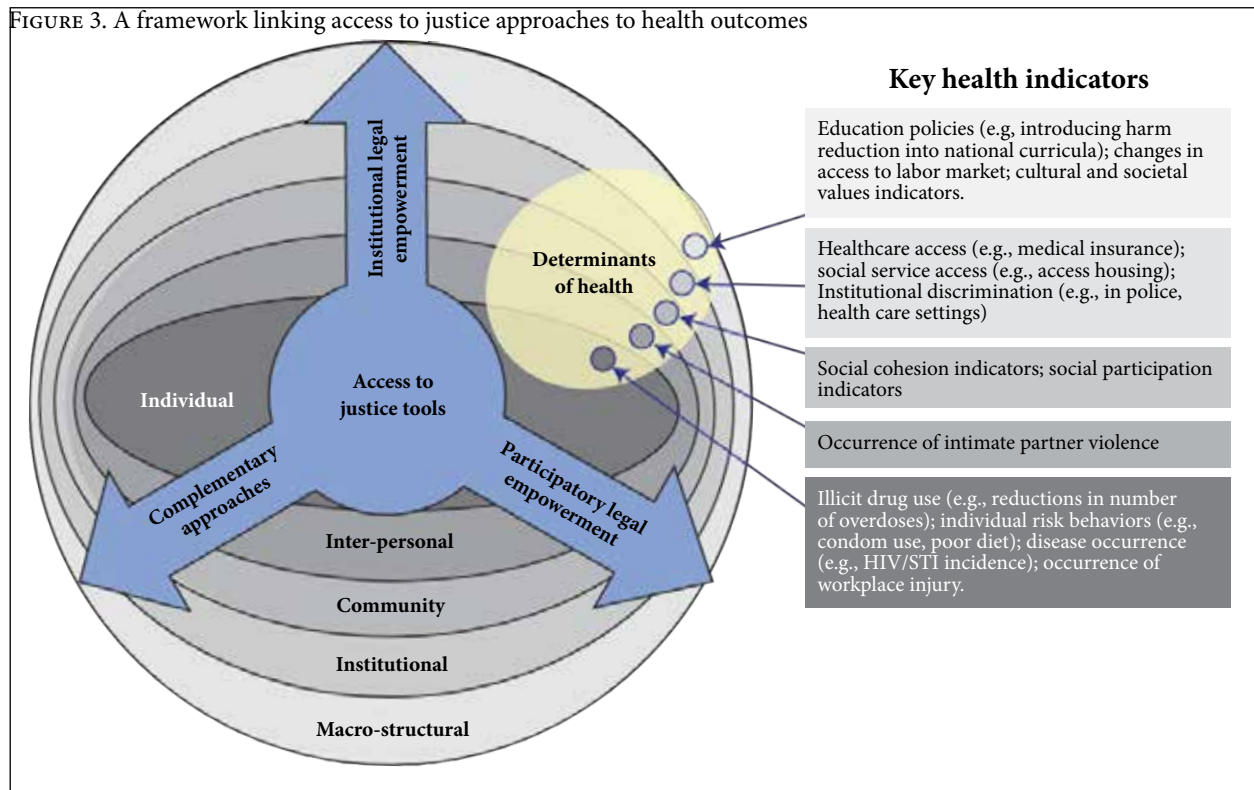 FIGURE 3. A framework linking access to justice approaches to health outcomes
Institutional legal
empowerment
Determinants
of health
Individual
Access to
justice tools
Complementary
approaches
Participatory legal
empowerment
Inter-personal
Community
Institutional
Macro-structural
Key health indicators
Education policies (e.g, introducing harm
reduction into national curricula); changes in
access to labor market; cultural and societal
values indicators.
Healthcare access (e.g., medical insurance);
social service access (e.g., access housing);
Institutional discrimination (e.g., in police,
health care settings)
Social cohesion indicators; social participation
indicators
Occurrence of intimate partner violence
Illicit drug use (e.g., reductions in number
of overdoses); individual risk behaviors (e.g.,
condom use, poor diet); disease occurrence
(e.g., HIV/STI incidence); occurrence of
workplace injury.